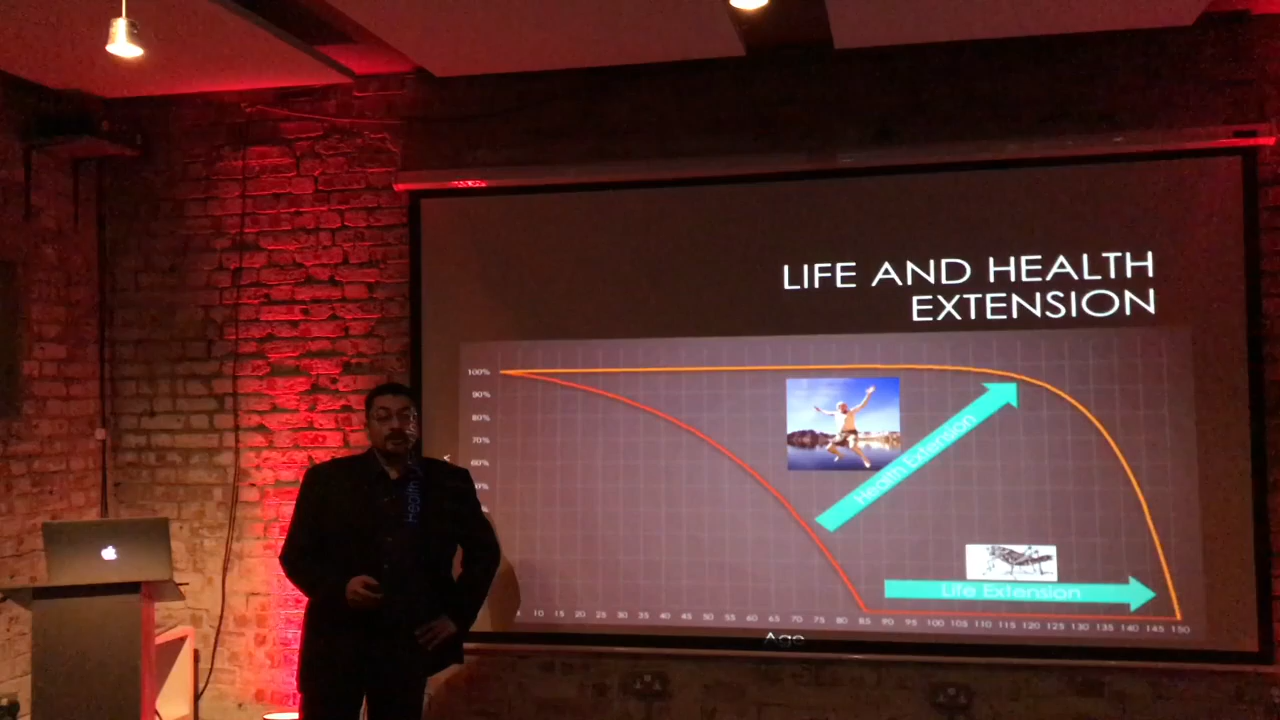 LIFE AND HEALTH
EXTENSION
100%
90%
80%
70%
60%
Health Extension
Health
Life Extension
10 15 20 25 30 35 40 45 50 55 60 65 70 75 80 85 90 95 100 105 110 115 120 125 130 135 140 145 150
Age